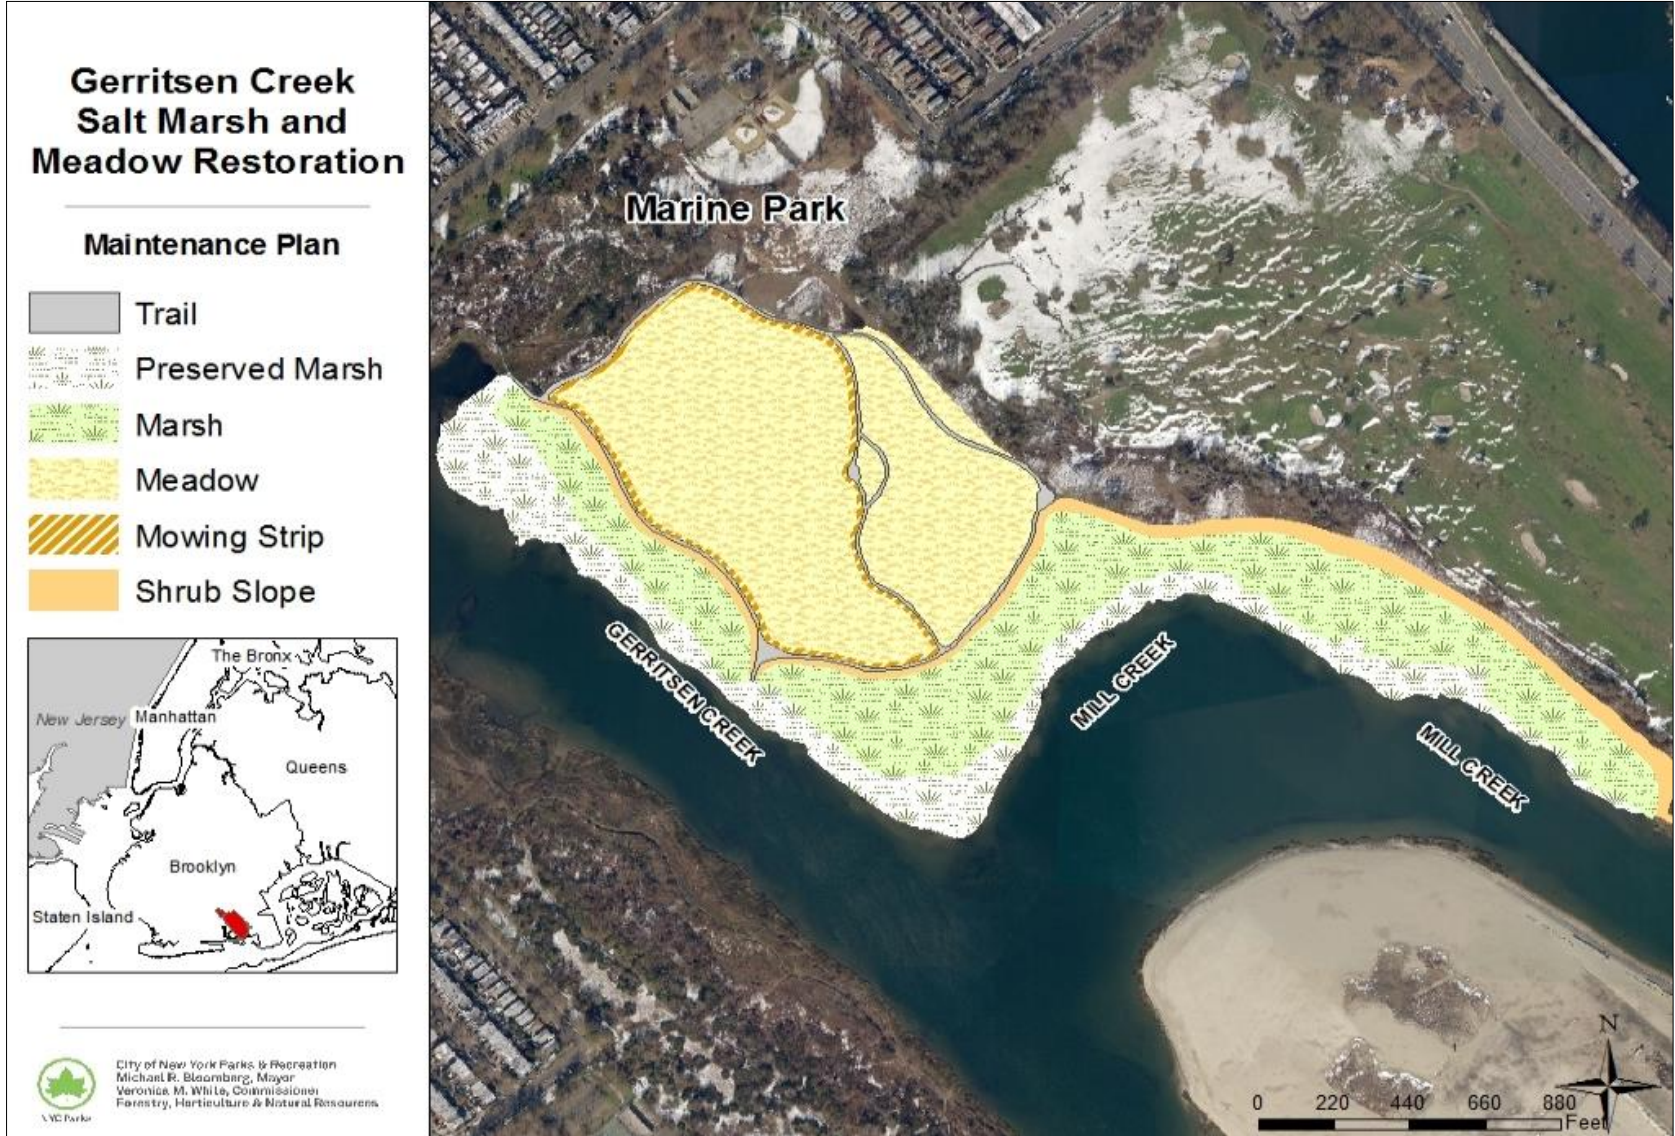 Gerritsen Creek
Salt Marsh and
Meadow Restoration
Maintenance Plan
Trail
Preserved Marsh
Marsh
Meadow
Mowing Strip
Shrub Slope
The Bronx
New Jersey
Manhattan
Queens
Brooklyn
Staten Island
City of New York Parks & Recreation
Michael R. Bloomberg, Mayor
Veronica M. White, Commissioner
Forestry, Horticulture & Natural Resources
NYC Parks
Marine Park
GERRITSEN CREEK
MILL CREEK
MILL CREEK
N
0 220 440 660 880
Feet